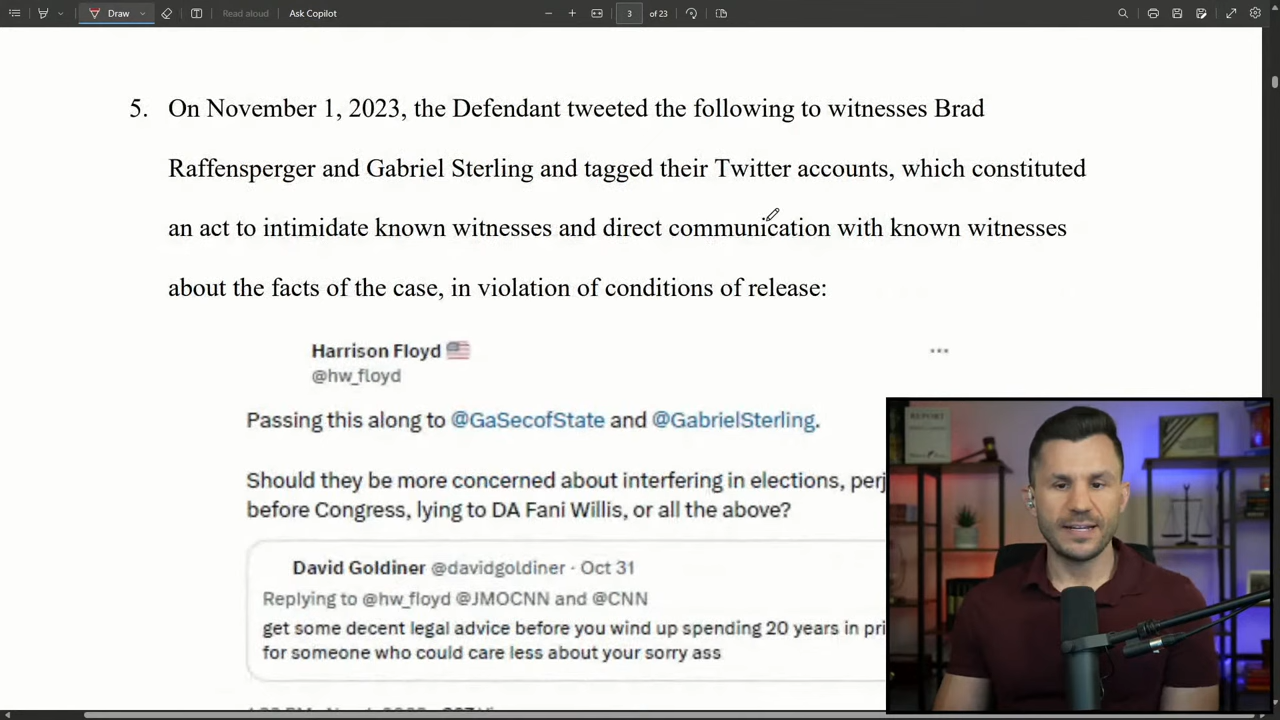 Draw
Read aloud
Ask Copilot
3 of 23
5. On November 1, 2023, the Defendant tweeted the following to witnesses Brad
Raffensperger and Gabriel Sterling and tagged their Twitter accounts, which constituted
an act to intimidate known witnesses and direct communication with known witnesses
about the facts of the case, in violation of conditions of release:
Harrison Floyd
@hw_floyd
Passing this along to @GaSecofState and @GabrielSterling.
Should they be more concerned about interfering in elections, perj
before Congress, lying to DA Fani Willis, or all the above?
David Goldiner @davidgoldiner · Oct 31
Replying to @hw_floyd @JMOCNN and @CNN
get some decent legal advice before you wind up spending 20 years in pri
for someone who could care less about your sorry ass
REPORT